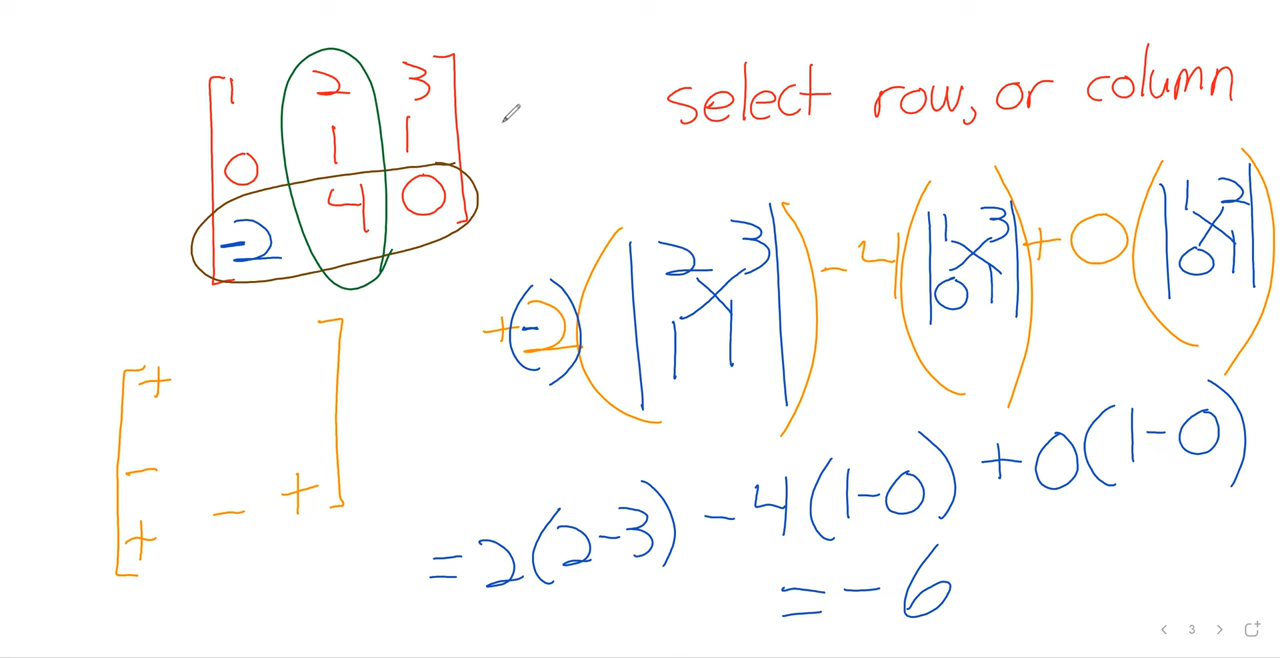 select row, or column
[ 1 2 3
0 1 1
-2 4 0 ]
+(-2)(| 2 3 |) - 4(| 1 3 |) + 0(| 1 2 |)
1 1 0 1 0 1
[ +
-
+ - + ]
= 2(2-3) - 4(1-0) + 0(1-0)
= -6
< 3 >